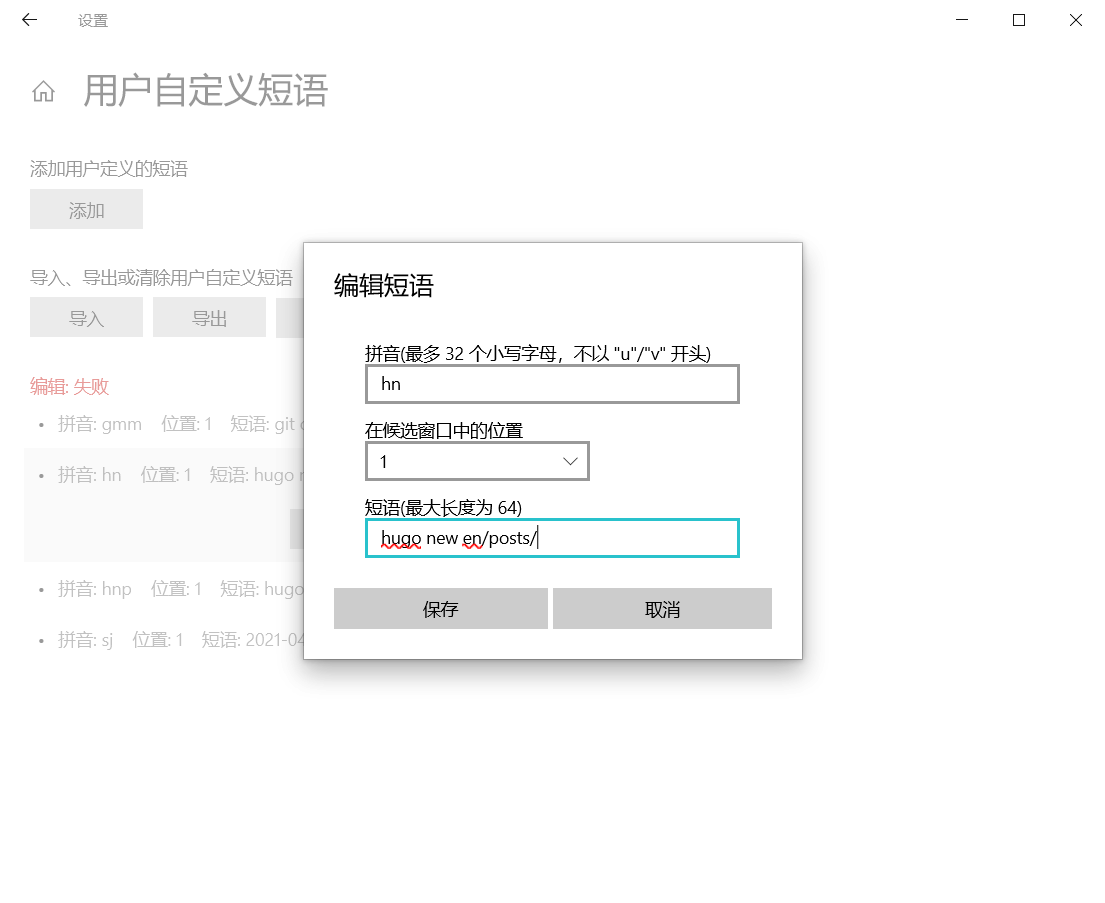 设置
用户自定义短语
添加用户定义的短语
添加
导入、导出或清除用户自定义短语
导入 导出
编辑: 失败
• 拼音: gmm 位置: 1 短语: git
• 拼音: hn 位置: 1 短语: hugo
• 拼音: hnp 位置: 1 短语: hugo
• 拼音: sj 位置: 1 短语: 2021-04
编辑短语
拼音(最多 32 个小写字母，不以 "u"/"v" 开头)
hn
在候选窗口中的位置
1
短语(最大长度为 64)
hugo new en/posts/
保存 取消